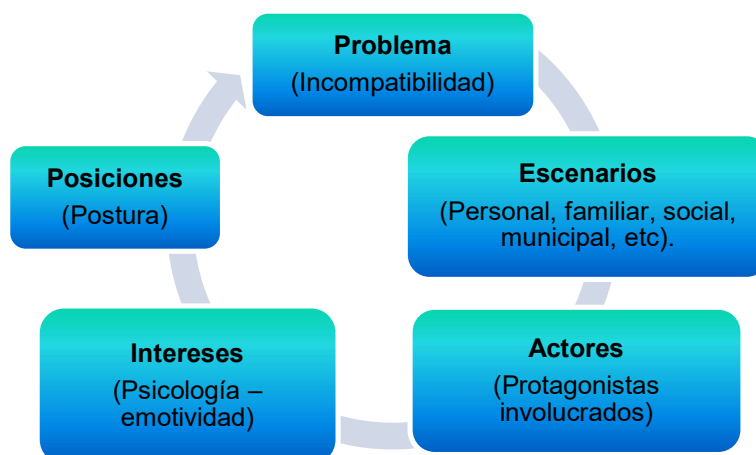 Problema
(Incompatibilidad)
Escenarios
(Personal, familiar, social,
municipal, etc).
Actores
(Protagonistas
involucrados)
Intereses
(Psicología –
emotividad)
Posiciones
(Postura)